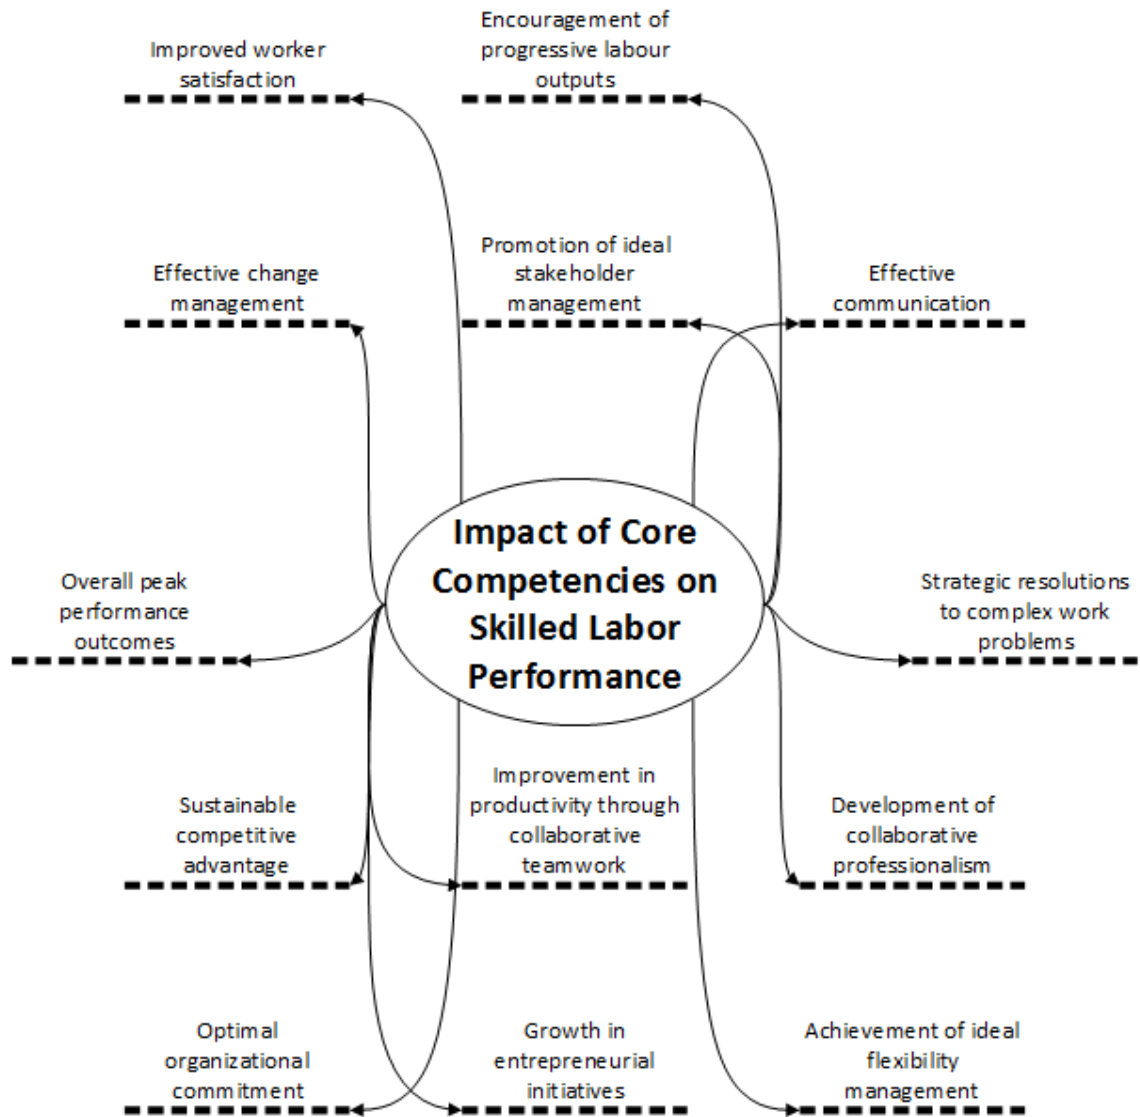 Improved worker
satisfaction
Encouragement of
progressive labour
outputs
Effective change
management
Promotion of ideal
stakeholder
management
Effective
communication
Impact of Core
Competencies on
Skilled Labor
Performance
Overall peak
performance
outcomes
Strategic resolutions
to complex work
problems
Sustainable
competitive
advantage
Improvement in
productivity through
collaborative
teamwork
Development of
collaborative
professionalism
Optimal
organizational
commitment
Growth in
entrepreneurial
initiatives
Achievement of ideal
flexibility
management